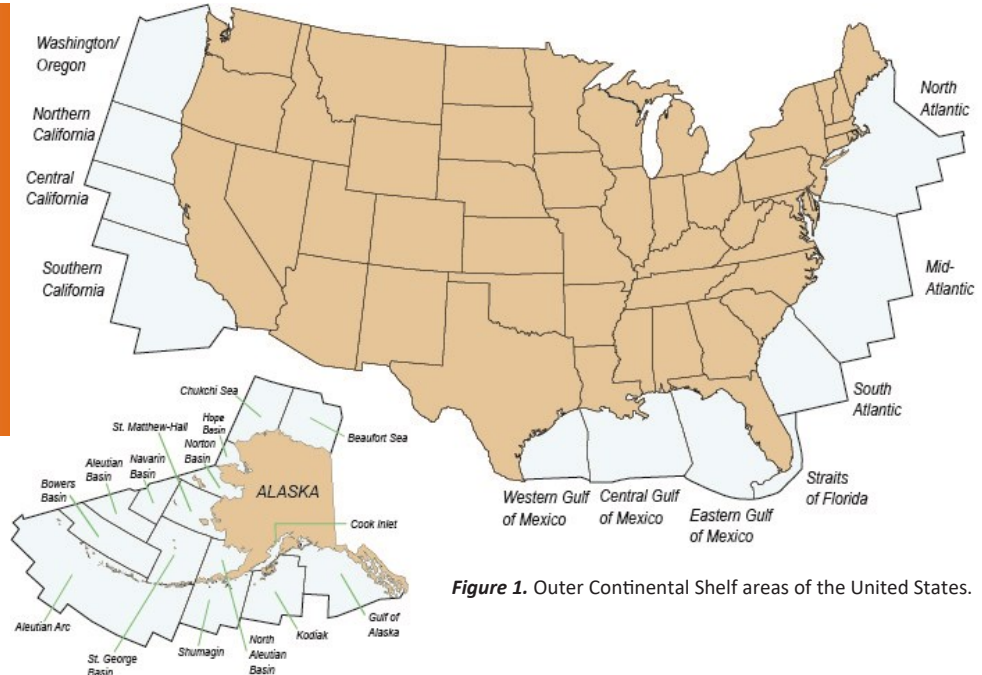 Washington/
Oregon
Northern
California
Central
California
Southern
California
North
Atlantic
Mid-
Atlantic
South
Atlantic
Straits
of Florida
Western Gulf
of Mexico
Central Gulf
of Mexico
Eastern Gulf
of Mexico
Chukchi Sea
Hope
Basin
Beaufort Sea
St. Matthew-Hall
Norton
Basin
Navarin
Basin
Aleutian
Basin
Bowers
Basin
ALASKA
Cook Inlet
Aleutian Arc
St. George
Basin
Shumagin
North
Aleutian
Basin
Kodiak
Gulf of
Alaska
Figure 1. Outer Continental Shelf areas of the United States.